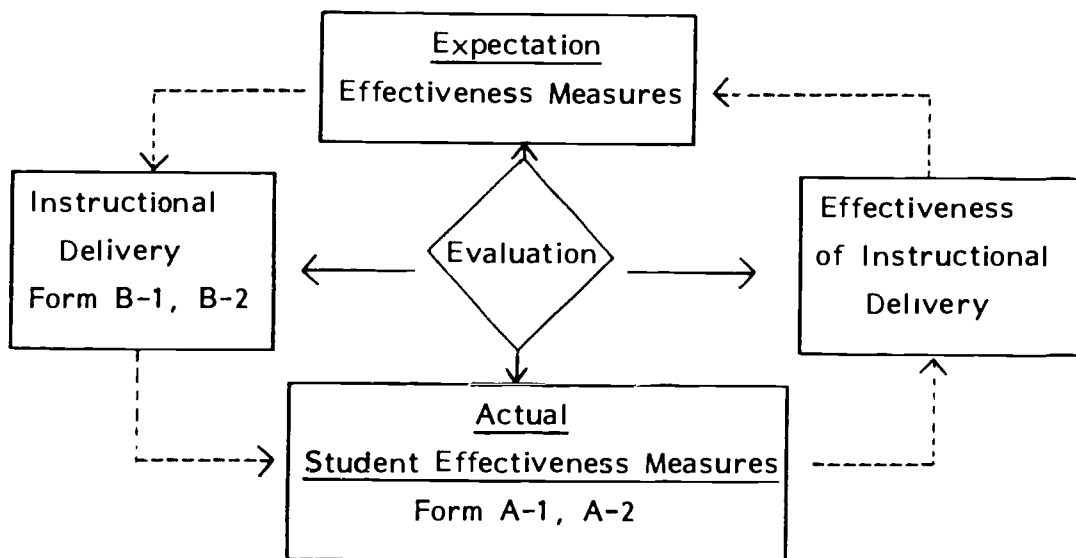 Expectation
Effectiveness Measures
Instructional
Delivery
Form B-1, B-2
Evaluation
Effectiveness
of Instructional
Delivery
Actual
Student Effectiveness Measures
Form A-1, A-2